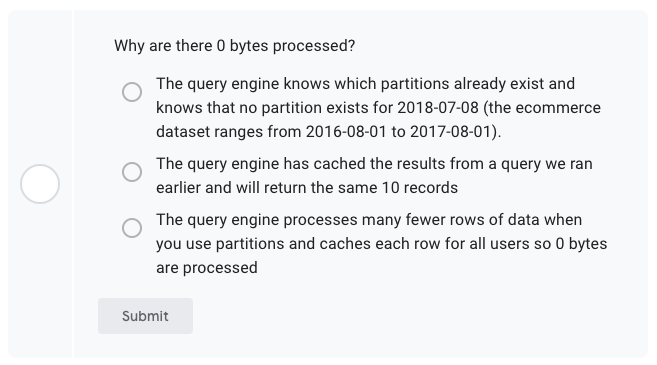 Why are there 0 bytes processed?
The query engine knows which partitions already exist and
knows that no partition exists for 2018-07-08 (the ecommerce
dataset ranges from 2016-08-01 to 2017-08-01).
The query engine has cached the results from a query we ran
earlier and will return the same 10 records
The query engine processes many fewer rows of data when
you use partitions and caches each row for all users so 0 bytes
are processed
Submit